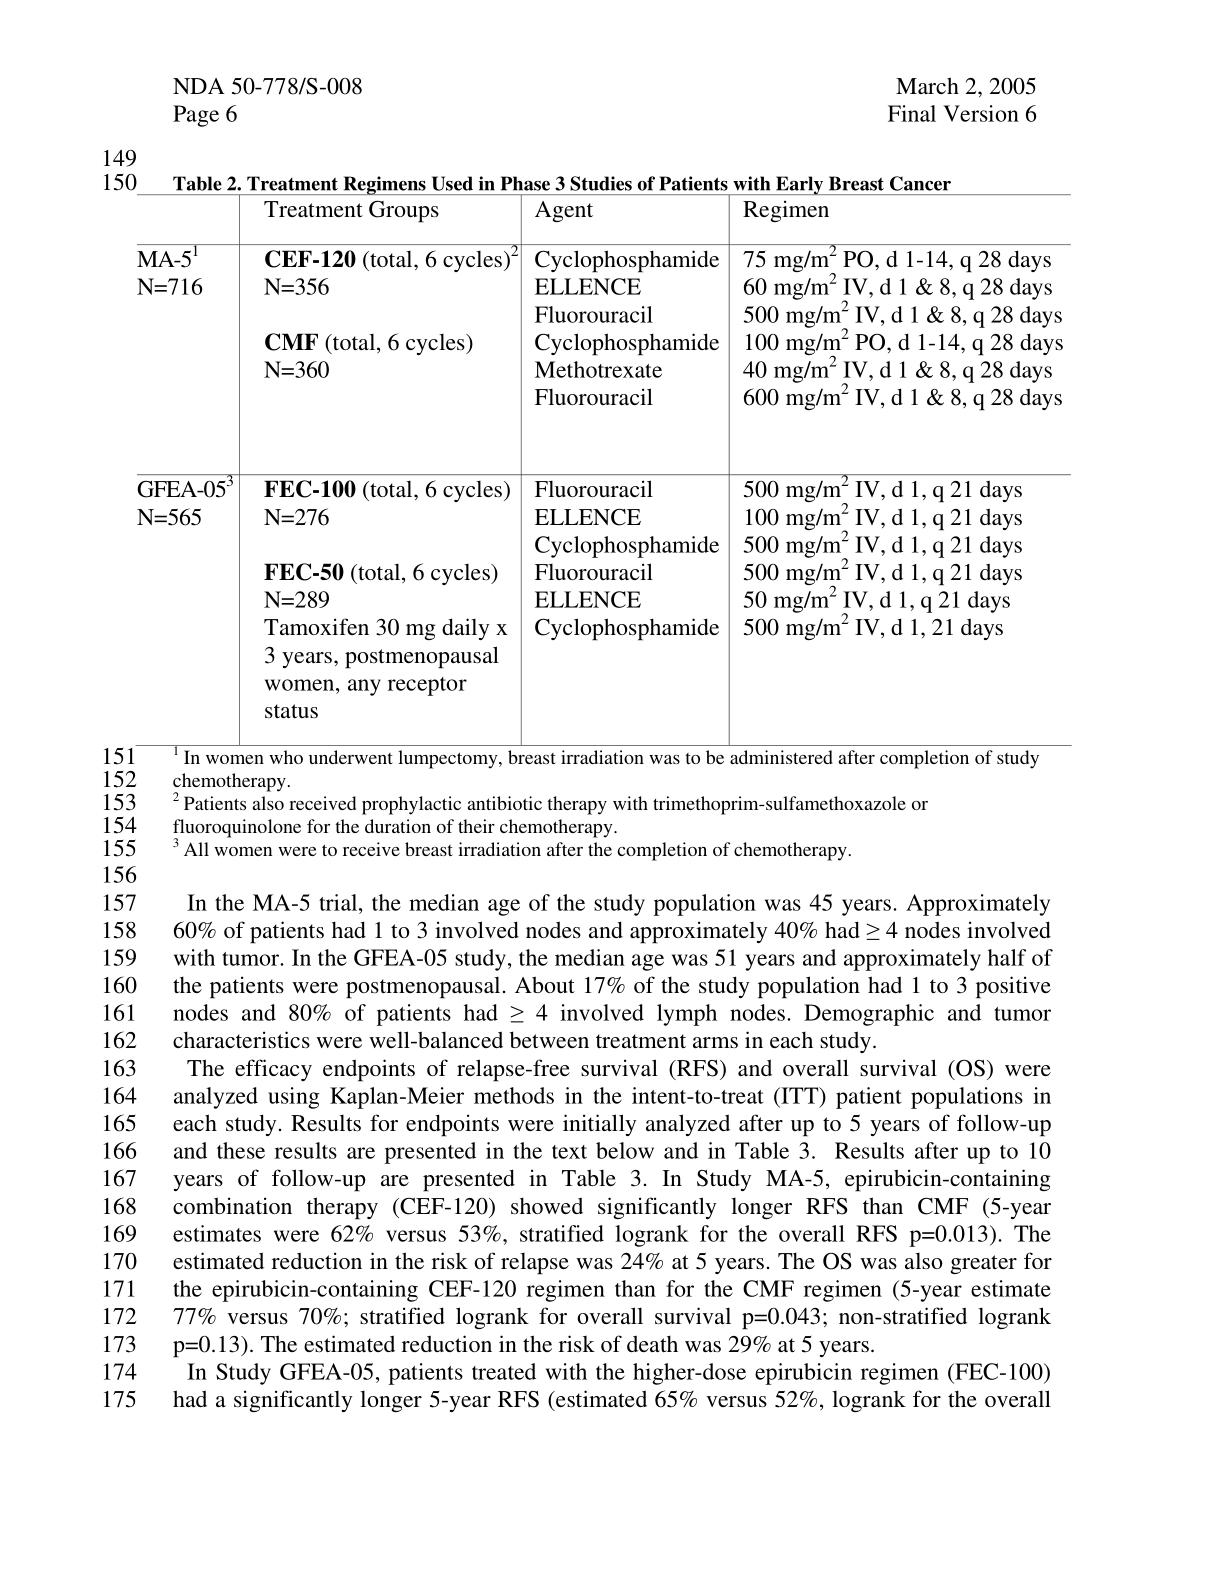 NDA 50-778/S-008 March 2, 2005
Page 6 Final Version 6
149
150 Table 2. Treatment Regimens Used in Phase 3 Studies of Patients with Early Breast Cancer
Treatment Groups Agent Regimen
MA-5¹ CEF-120 (total, 6 cycles)² Cyclophosphamide 75 mg/m² PO, d 1-14, q 28 days
N=716 N=356 ELLENCE 60 mg/m² IV, d 1 & 8, q 28 days
Fluorouracil 500 mg/m² IV, d 1 & 8, q 28 days
CMF (total, 6 cycles) Cyclophosphamide 100 mg/m² PO, d 1-14, q 28 days
N=360 Methotrexate 40 mg/m² IV, d 1 & 8, q 28 days
Fluorouracil 600 mg/m² IV, d 1 & 8, q 28 days
GFEA-05³ FEC-100 (total, 6 cycles) Fluorouracil 500 mg/m² IV, d 1, q 21 days
N=565 N=276 ELLENCE 100 mg/m² IV, d 1, q 21 days
Cyclophosphamide 500 mg/m² IV, d 1, q 21 days
FEC-50 (total, 6 cycles) Fluorouracil 500 mg/m² IV, d 1, q 21 days
N=289 ELLENCE 50 mg/m² IV, d 1, q 21 days
Tamoxifen 30 mg daily x Cyclophosphamide 500 mg/m² IV, d 1, 21 days
3 years, postmenopausal
women, any receptor
status
151 ¹ In women who underwent lumpectomy, breast irradiation was to be administered after completion of study
152 chemotherapy.
153 ² Patients also received prophylactic antibiotic therapy with trimethoprim-sulfamethoxazole or
154 fluoroquinolone for the duration of their chemotherapy.
155 ³ All women were to receive breast irradiation after the completion of chemotherapy.
156
157 In the MA-5 trial, the median age of the study population was 45 years. Approximately
158 60% of patients had 1 to 3 involved nodes and approximately 40% had ≥ 4 nodes involved
159 with tumor. In the GFEA-05 study, the median age was 51 years and approximately half of
160 the patients were postmenopausal. About 17% of the study population had 1 to 3 positive
161 nodes and 80% of patients had ≥ 4 involved lymph nodes. Demographic and tumor
162 characteristics were well-balanced between treatment arms in each study.
163 The efficacy endpoints of relapse-free survival (RFS) and overall survival (OS) were
164 analyzed using Kaplan-Meier methods in the intent-to-treat (ITT) patient populations in
165 each study. Results for endpoints were initially analyzed after up to 5 years of follow-up
166 and these results are presented in the text below and in Table 3. Results after up to 10
167 years of follow-up are presented in Table 3. In Study MA-5, epirubicin-containing
168 combination therapy (CEF-120) showed significantly longer RFS than CMF (5-year
169 estimates were 62% versus 53%, stratified logrank for the overall RFS p=0.013). The
170 estimated reduction in the risk of relapse was 24% at 5 years. The OS was also greater for
171 the epirubicin-containing CEF-120 regimen than for the CMF regimen (5-year estimate
172 77% versus 70%; stratified logrank for overall survival p=0.043; non-stratified logrank
173 p=0.13). The estimated reduction in the risk of death was 29% at 5 years.
174 In Study GFEA-05, patients treated with the higher-dose epirubicin regimen (FEC-100)
175 had a significantly longer 5-year RFS (estimated 65% versus 52%, logrank for the overall